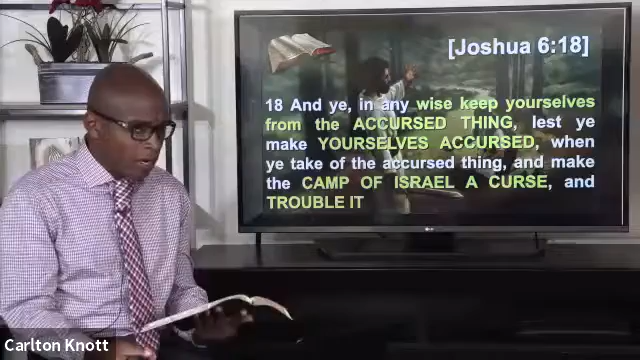 [Joshua 6:18]
18 And ye, in any wise keep yourselves
from the ACCURSED THING, lest ye
make YOURSELVES ACCURSED, when
ye take of the accursed thing, and make
the CAMP OF ISRAEL A CURSE, and
TROUBLE IT
LG
Carlton Knott